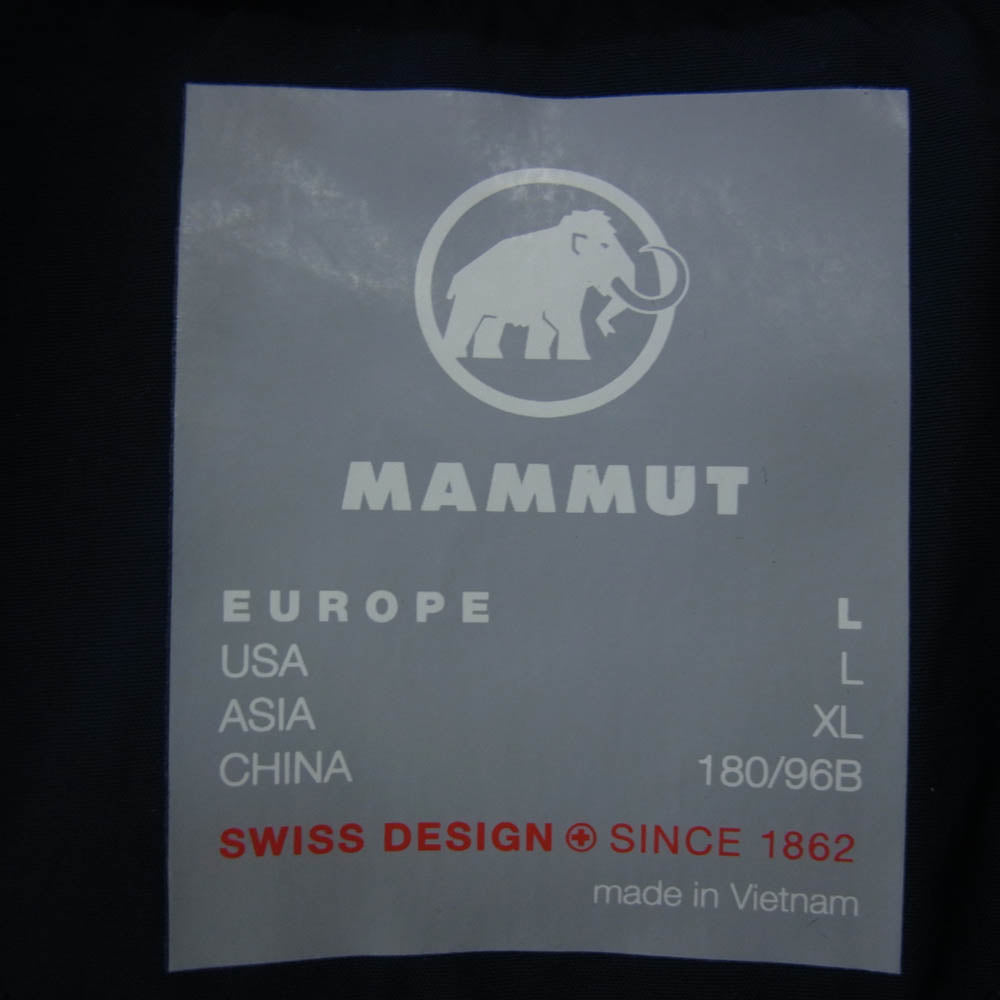 MAMMUT
EUROPE L
USA L
ASIA XL
CHINA 180/96B
SWISS DESIGN SINCE 1862
made in Vietnam